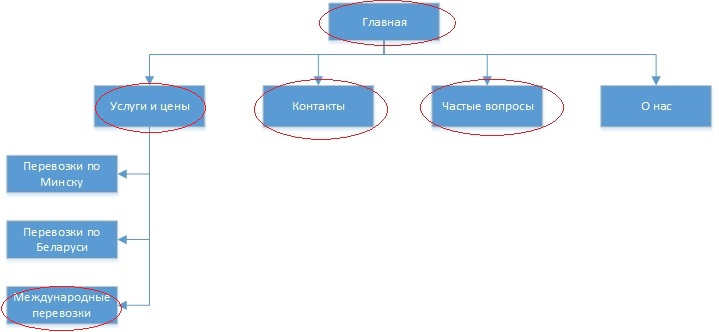 Главная
Услуги и цены
Контакты
Частые вопросы
О нас
Перевозки по
Минску
Перевозки по
Беларуси
Международные
перевозки